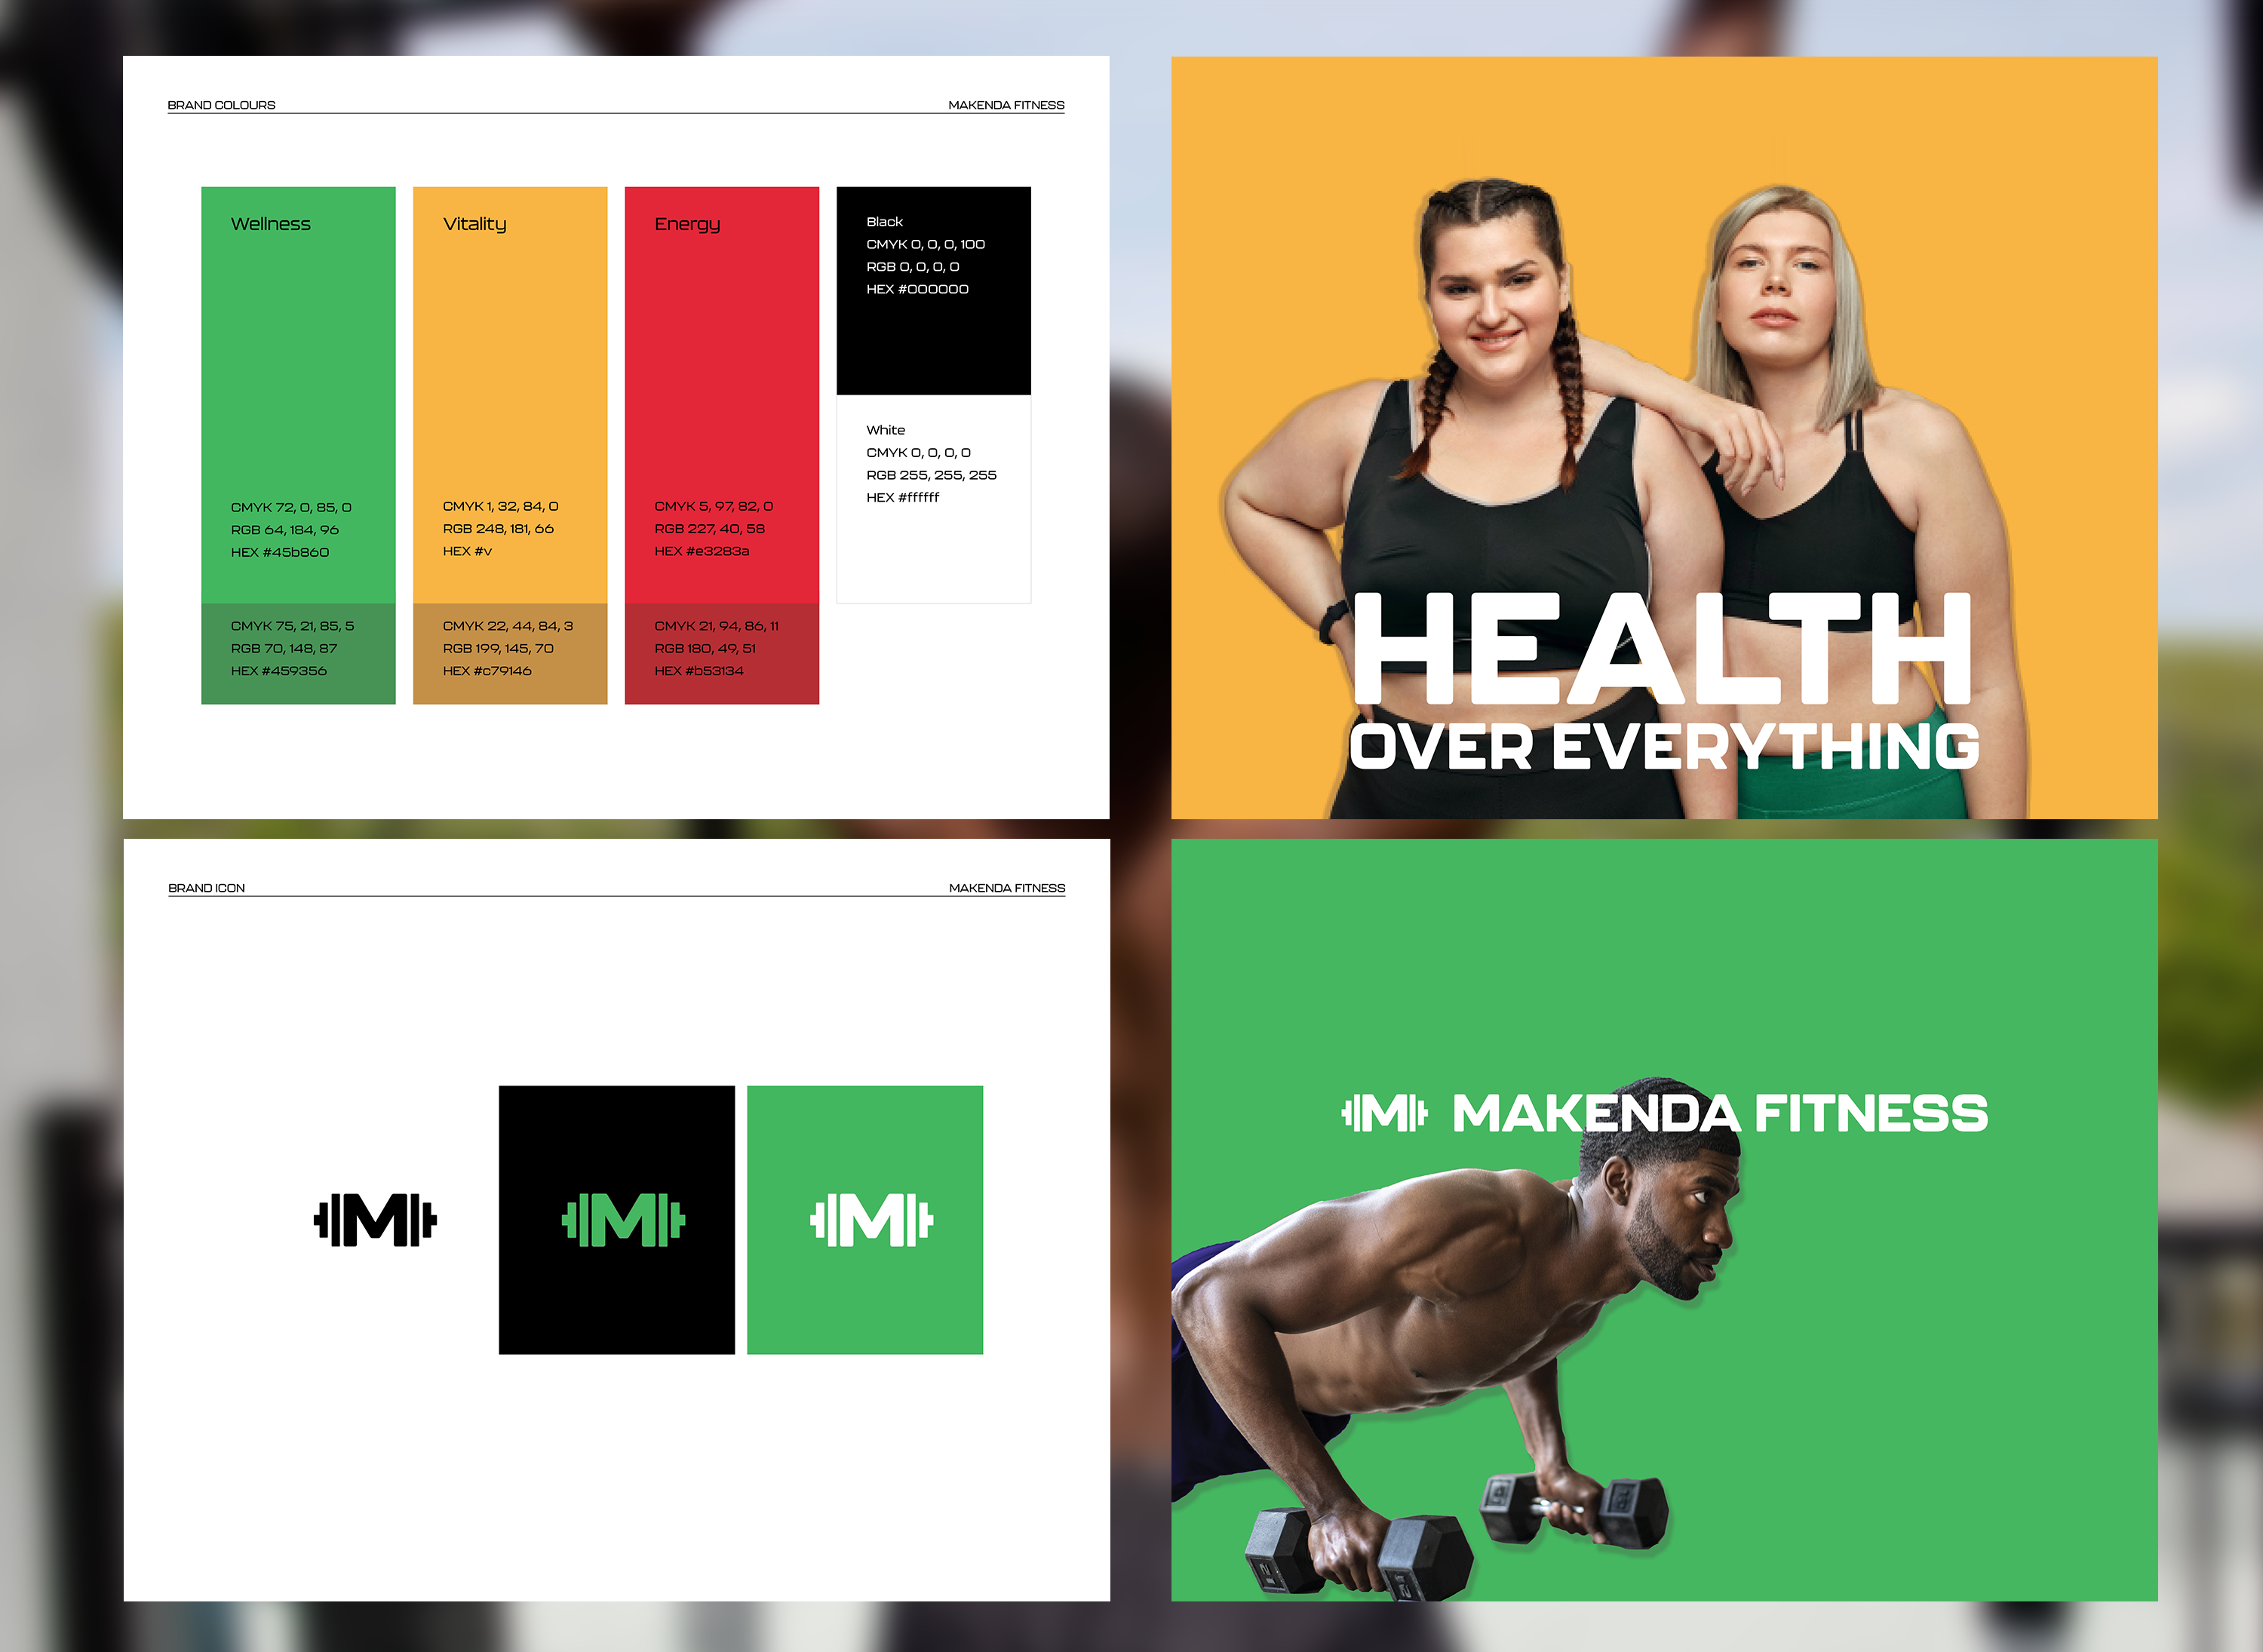 BRAND COLOURS
MAKENDA FITNESS
Wellness
CMYK 72, 0, 85, 0
RGB 64, 184, 96
HEX #45b860
CMYK 75, 21, 85, 5
RGB 70, 148, 87
HEX #459356
Vitality
CMYK 1, 32, 84, 0
RGB 248, 181, 66
HEX #v
CMYK 22, 44, 84, 3
RGB 199, 145, 70
HEX #c79146
Energy
CMYK 5, 97, 82, 0
RGB 227, 40, 58
HEX #e3283a
CMYK 21, 94, 86, 11
RGB 180, 49, 51
HEX #b53134
Black
CMYK 0, 0, 0, 100
RGB 0, 0, 0, 0
HEX #000000
White
CMYK 0, 0, 0, 0
RGB 255, 255, 255
HEX #ffffff
HEALTH
OVER EVERYTHING
BRAND ICON
MAKENDA FITNESS
M
M
M
M MAKENDA FITNESS